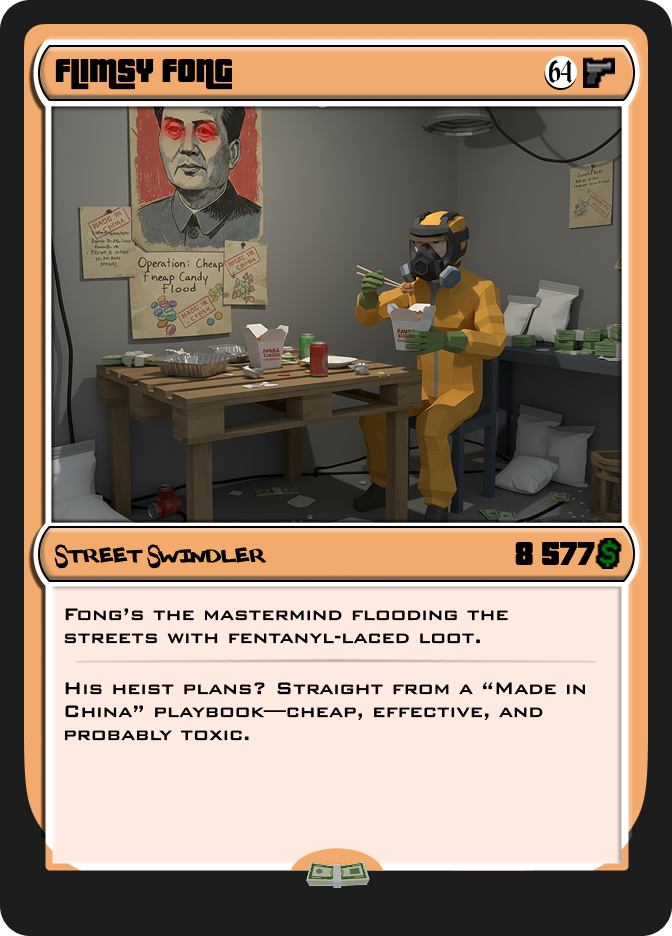 Flimsy Fong
64
MADE IN CHINA
Operation: Cheap
Fneap Candy
Flood
MADE IN
Street Swindler
8 577$
Fong's the mastermind flooding the
streets with fentanyl-laced loot.
His heist plans? Straight from a “Made in
China” playbook—cheap, effective, and
probably toxic.